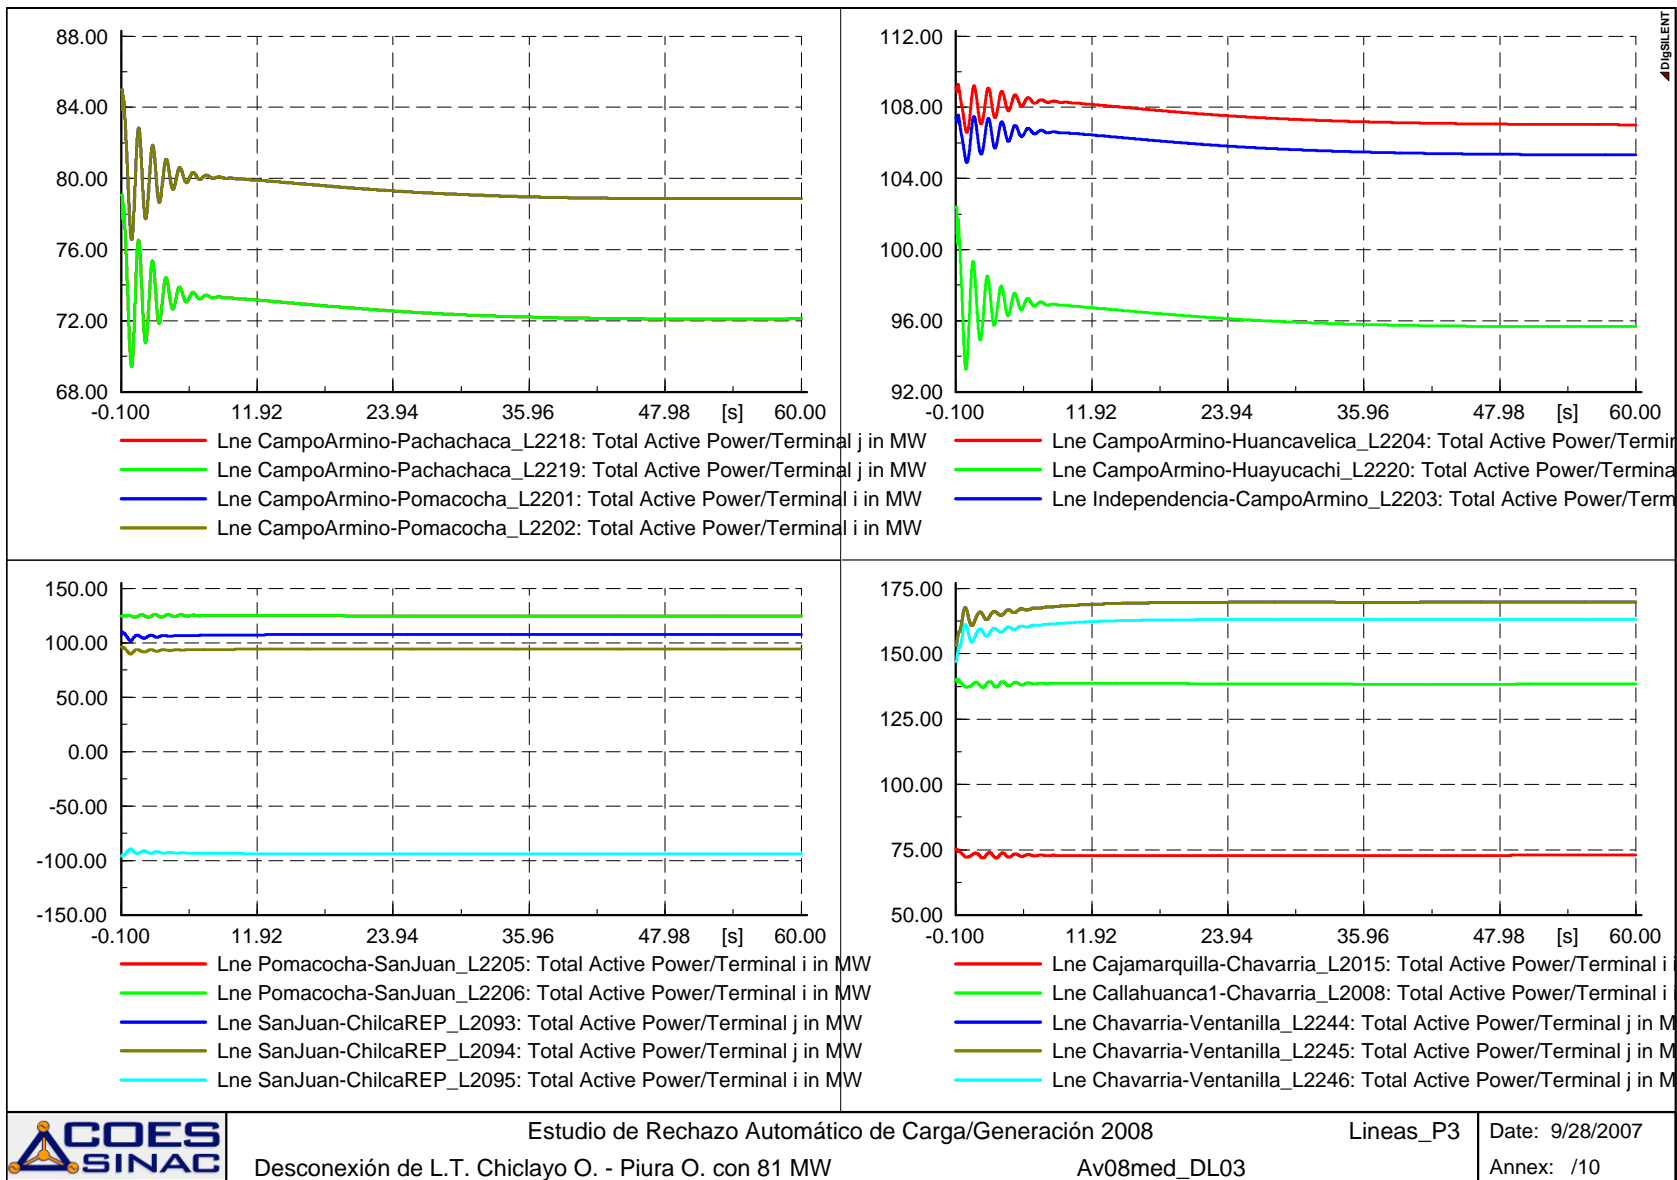 88.00
84.00
80.00
76.00
72.00
68.00
-0.100 11.92 23.94 35.96 47.98 [s] 60.00
Lne CampoArmino-Pachachaca_L2218: Total Active Power/Terminal j in MW
Lne CampoArmino-Pachachaca_L2219: Total Active Power/Terminal j in MW
Lne CampoArmino-Pomacocha_L2201: Total Active Power/Terminal i in MW
Lne CampoArmino-Pomacocha_L2202: Total Active Power/Terminal i in MW
DIgSILENT
112.00
108.00
104.00
100.00
96.00
92.00
-0.100 11.92 23.94 35.96 47.98 [s] 60.00
Lne CampoArmino-Huancavelica_L2204: Total Active Power/Termin
Lne CampoArmino-Huayucachi_L2220: Total Active Power/Termina
Lne Independencia-CampoArmino_L2203: Total Active Power/Term
150.00
100.00
50.00
0.00
-50.00
-100.00
-150.00
-0.100 11.92 23.94 35.96 47.98 [s] 60.00
Lne Pomacocha-SanJuan_L2205: Total Active Power/Terminal i in MW
Lne Pomacocha-SanJuan_L2206: Total Active Power/Terminal i in MW
Lne SanJuan-ChilcaREP_L2093: Total Active Power/Terminal j in MW
Lne SanJuan-ChilcaREP_L2094: Total Active Power/Terminal j in MW
Lne SanJuan-ChilcaREP_L2095: Total Active Power/Terminal i in MW
175.00
150.00
125.00
100.00
75.00
50.00
-0.100 11.92 23.94 35.96 47.98 [s] 60.00
Lne Cajamarquilla-Chavarria_L2015: Total Active Power/Terminal i i
Lne Callahuanca1-Chavarria_L2008: Total Active Power/Terminal i i
Lne Chavarria-Ventanilla_L2244: Total Active Power/Terminal j in M
Lne Chavarria-Ventanilla_L2245: Total Active Power/Terminal j in M
Lne Chavarria-Ventanilla_L2246: Total Active Power/Terminal j in M
COES
SINAC
Estudio de Rechazo Automático de Carga/Generación 2008 Lineas_P3
Desconexión de L.T. Chiclayo O. - Piura O. con 81 MW Av08med_DL03
Date: 9/28/2007
Annex: /10